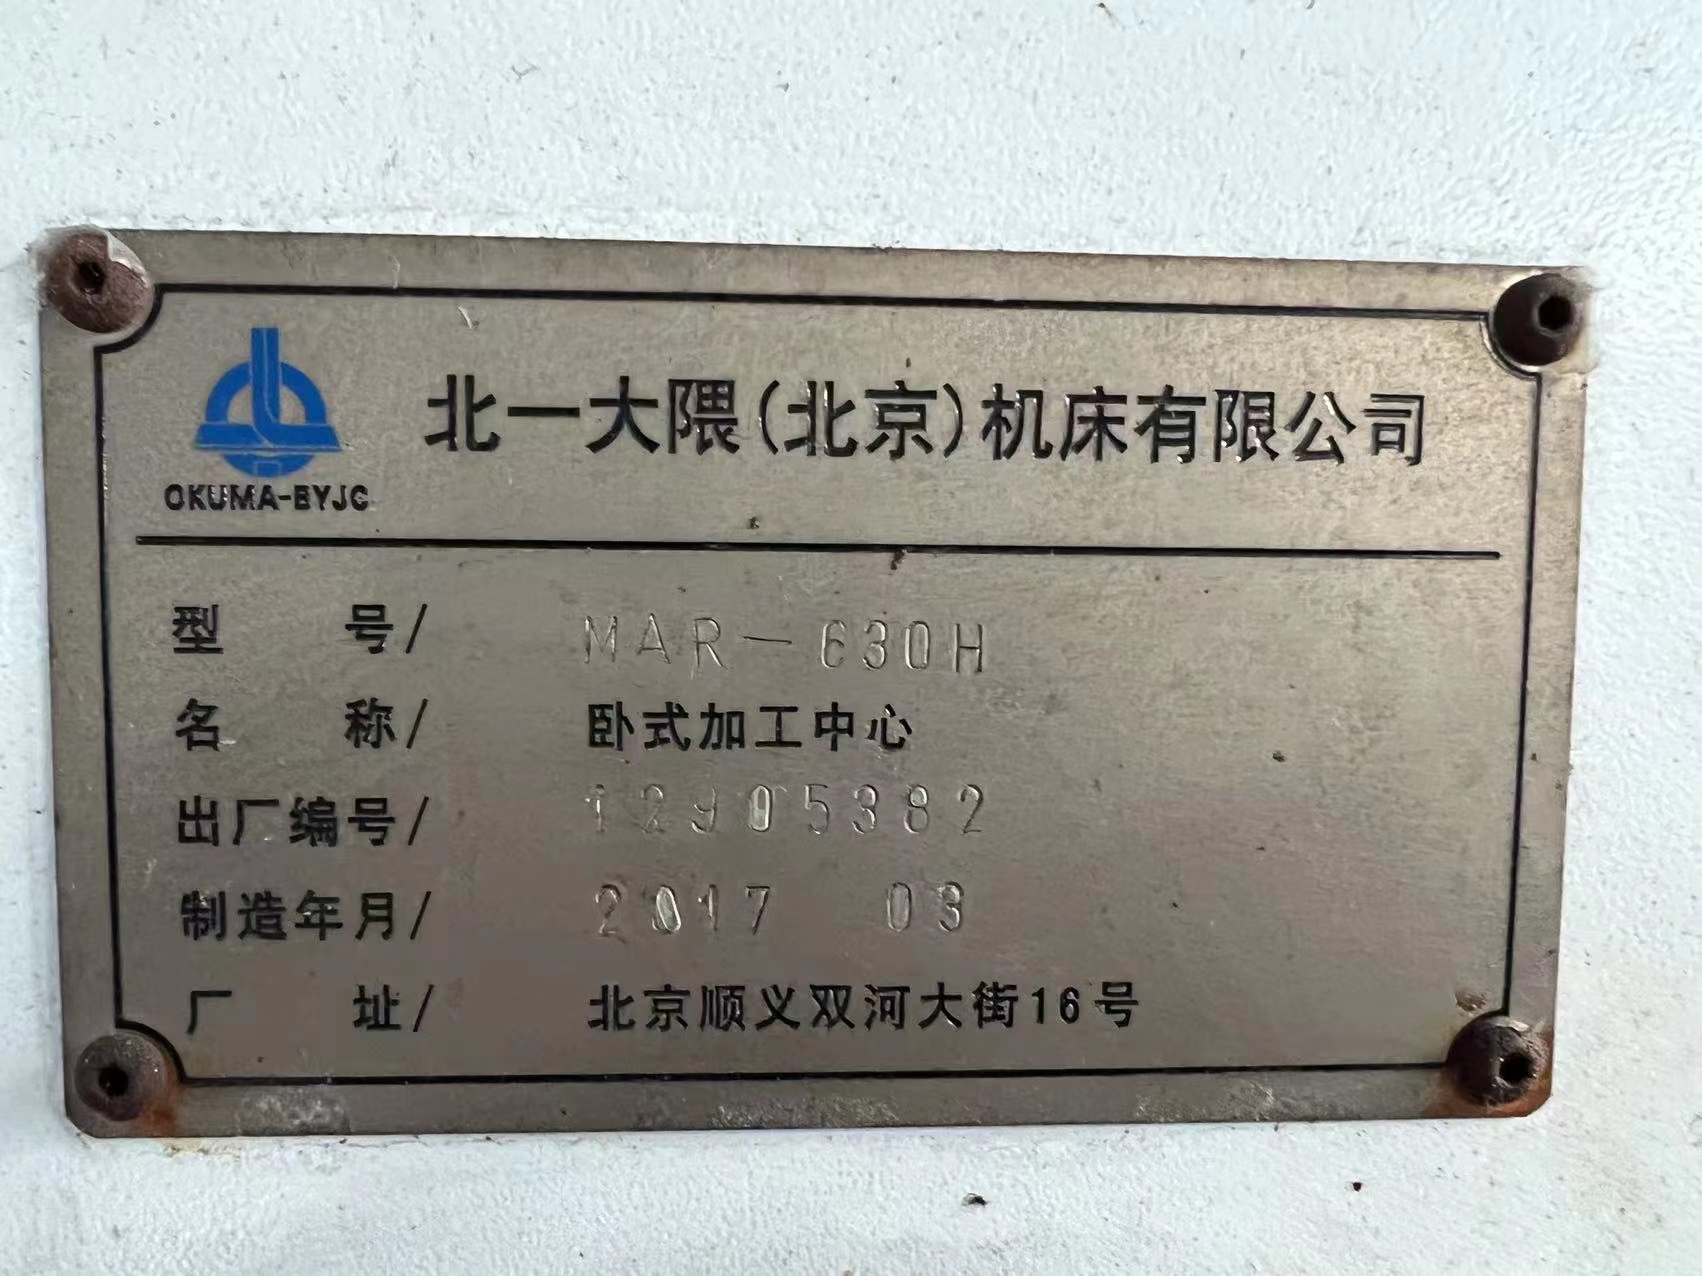 北一大隈(北京)机床有限公司
OKUMA-BYJC
型 号/ MAR-630H
名 称/ 卧式加工中心
出厂编号/ 12905382
制造年月/ 2017 03
厂 址/ 北京顺义双河大街16号